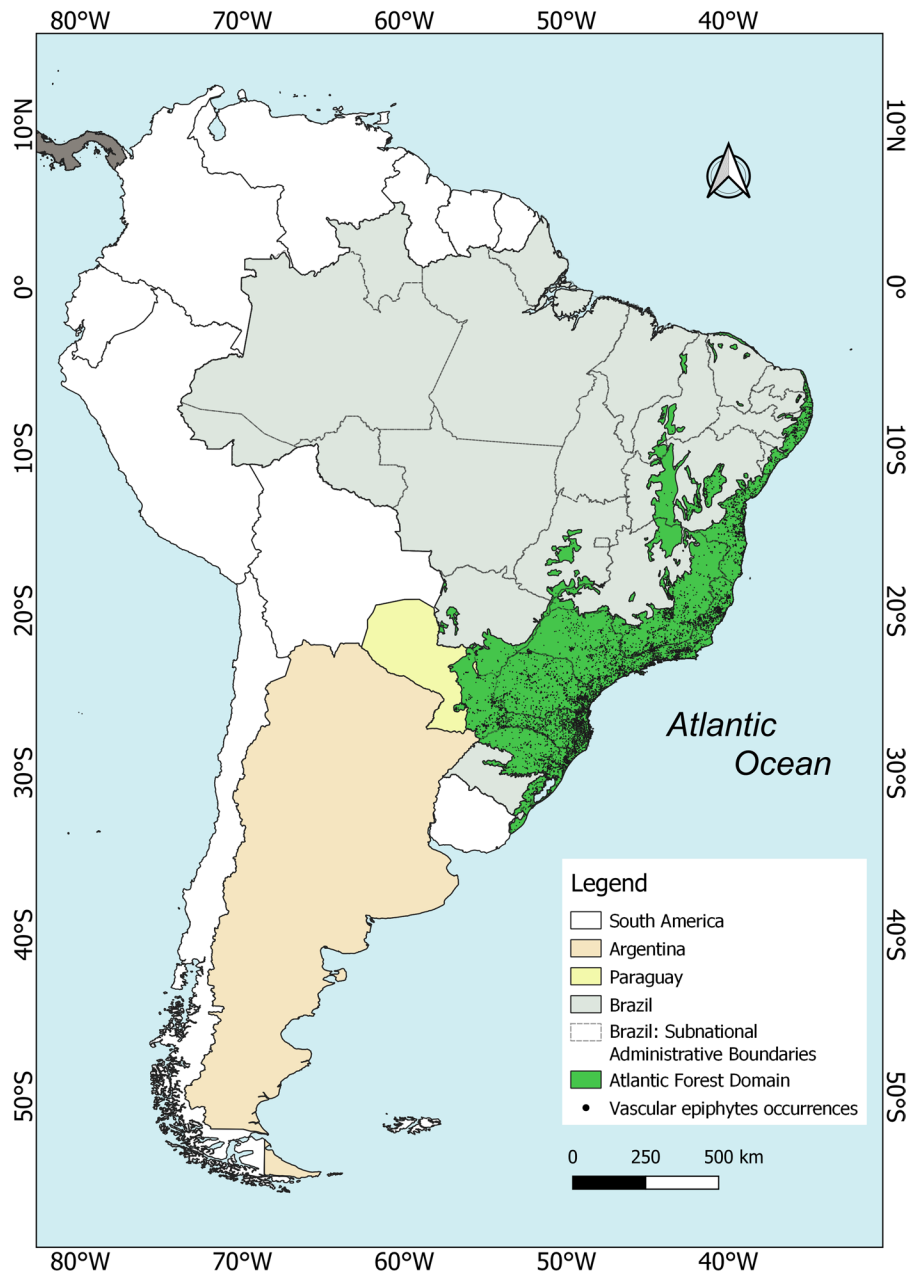 80°W 70°W 60°W 50°W 40°W
10°N
10°N
0°
0°
10°S
10°S
20°S
20°S
Atlantic
Ocean
30°S
30°S
Legend
South America
40°S
40°S
Argentina
Paraguay
Brazil
Brazil: Subnational
Administrative Boundaries
50°S
50°S
Atlantic Forest Domain
Vascular epiphytes occurrences
0 250 500 km
80°W 70°W 60°W 50°W 40°W